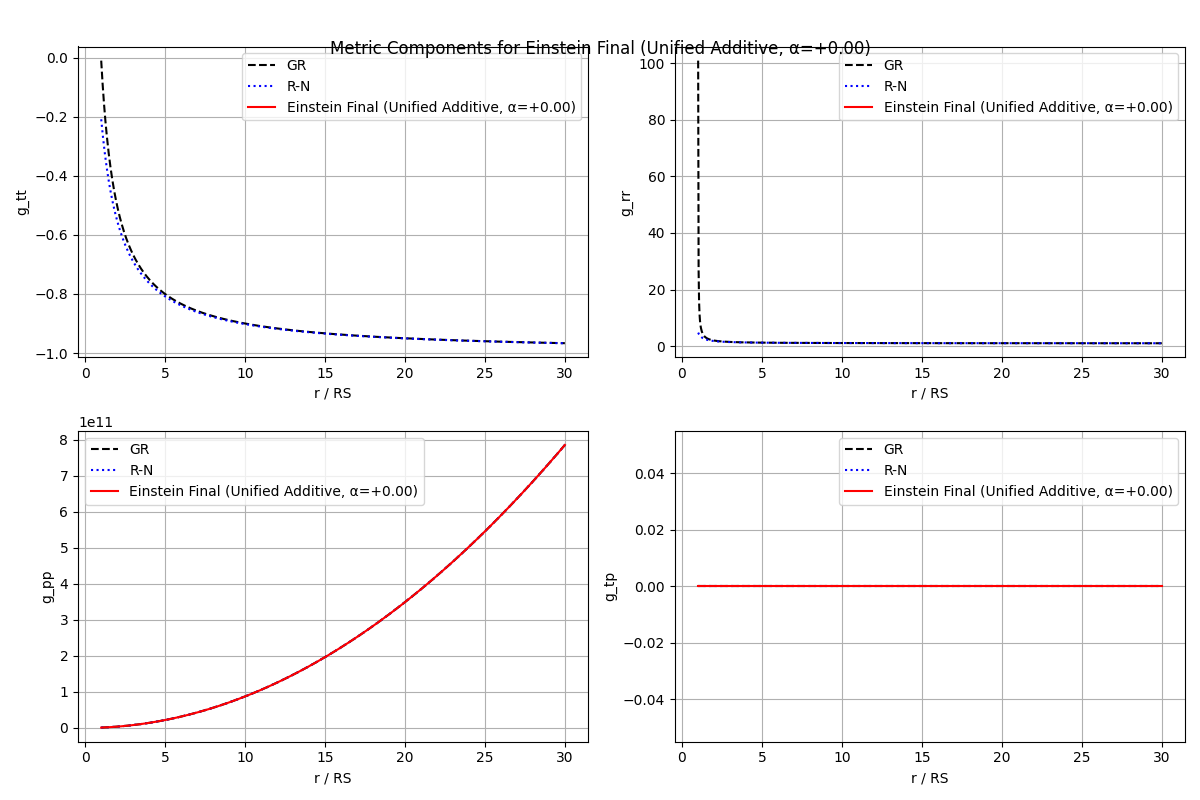 Metric Components for Einstein Final (Unified Additive, α=+0.00)
g_tt
0.0
−0.2
−0.4
−0.6
−0.8
−1.0
GR
R-N
Einstein Final (Unified Additive, α=+0.00)
0 5 10 15 20 25 30
r / RS
g_rr
100
80
60
40
20
0
GR
R-N
Einstein Final (Unified Additive, α=+0.00)
0 5 10 15 20 25 30
r / RS
1e11
g_pp
8
7
6
5
4
3
2
1
0
GR
R-N
Einstein Final (Unified Additive, α=+0.00)
0 5 10 15 20 25 30
r / RS
g_tp
0.04
0.02
0.00
−0.02
−0.04
GR
R-N
Einstein Final (Unified Additive, α=+0.00)
0 5 10 15 20 25 30
r / RS